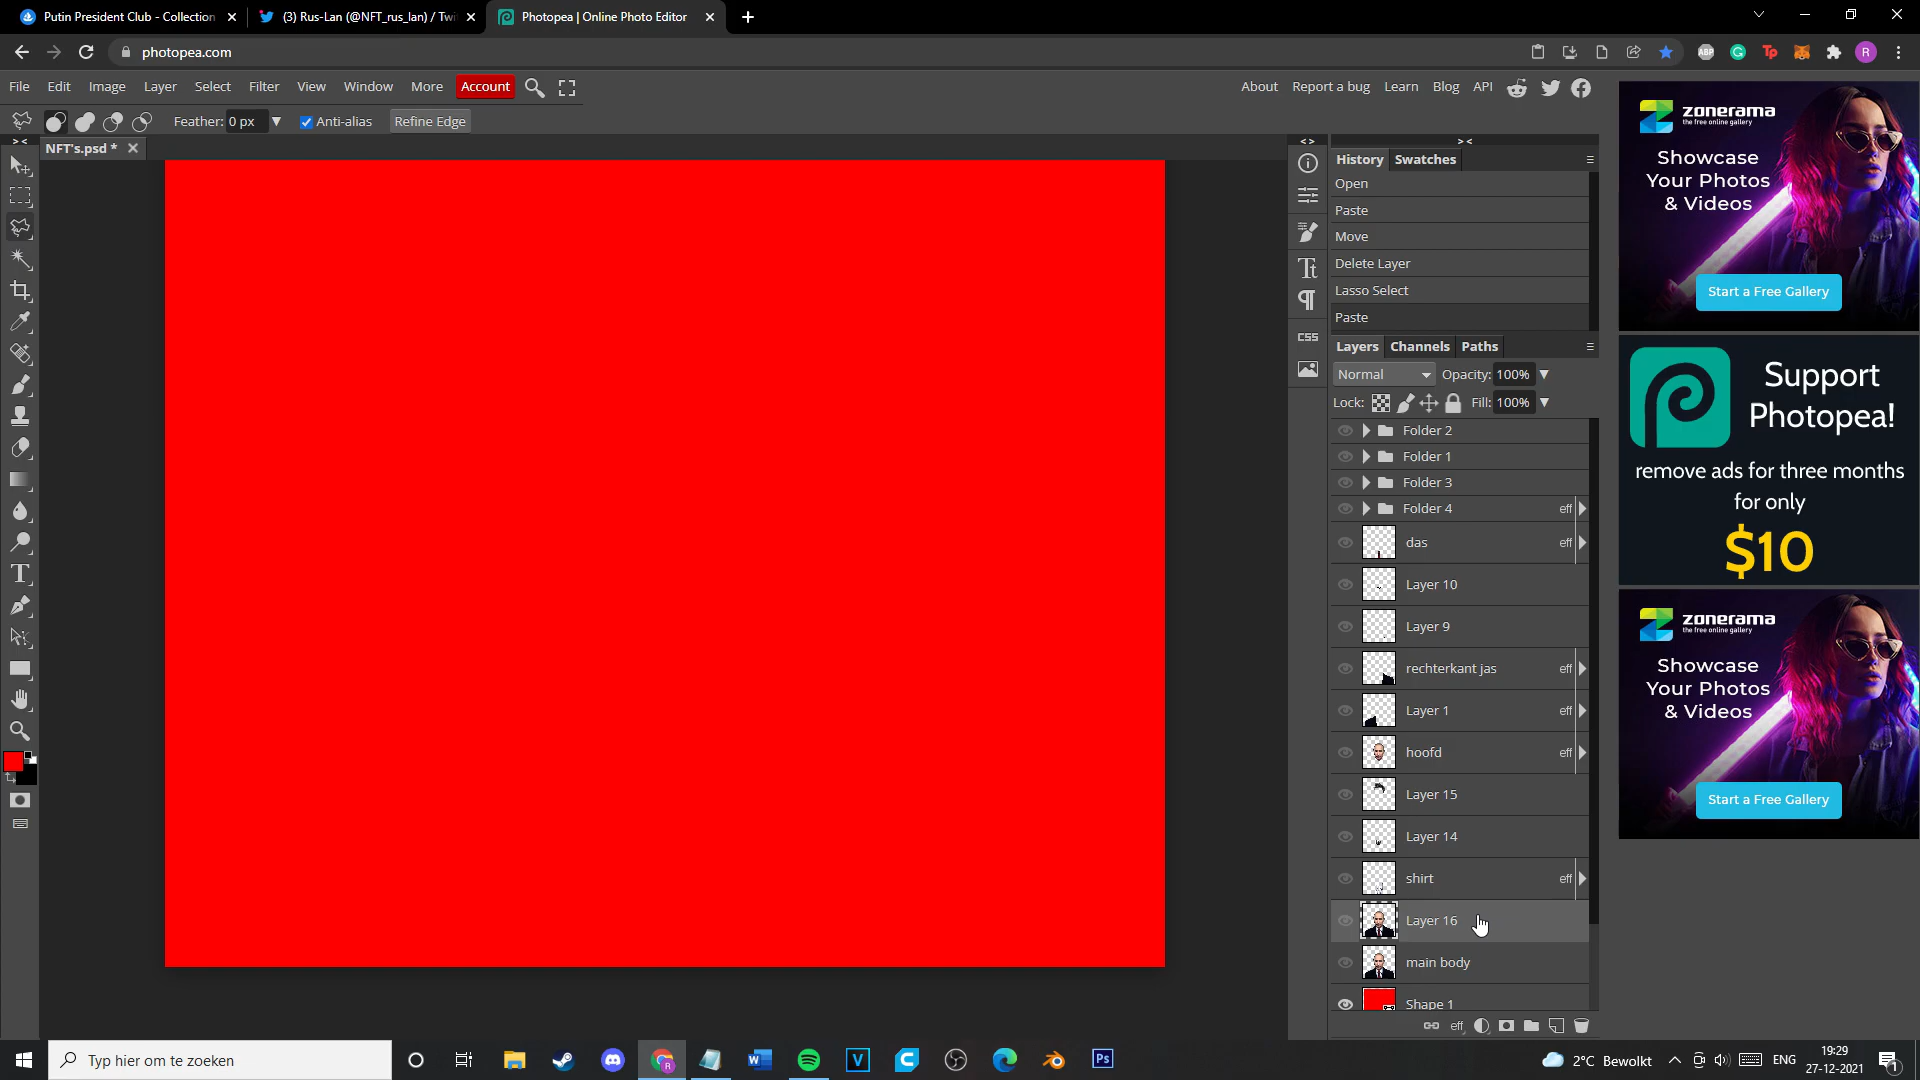 Putin President Club - Collection
(3) Rus-Lan (@NFT_rus_lan) / Twi
Photopea | Online Photo Editor
photopea.com
ABP
Tp
R
File Edit Image Layer Select Filter View Window More Account
About Report a bug Learn Blog API
Feather: 0 px Anti-alias Refine Edge
NFT's.psd *
History Swatches
Open
Paste
Move
Delete Layer
Lasso Select
Paste
CSS
Layers Channels Paths
Normal Opacity: 100%
Lock: Fill: 100%
Folder 2
Folder 1
Folder 3
Folder 4 eff
das eff
Layer 10
Layer 9
rechterkant jas eff
Layer 1 eff
hoofd eff
Layer 15
Layer 14
shirt eff
Layer 16
main body
Shape 1
eff
zonerama
the free online gallery
Showcase
Your Photos
& Videos
Start a Free Gallery
Support
Photopea!
remove ads for three months
for only
$10
zonerama
the free online gallery
Showcase
Your Photos
& Videos
Start a Free Gallery
Typ hier om te zoeken
2°C Bewolkt
ENG
19:29
27-12-2021
1